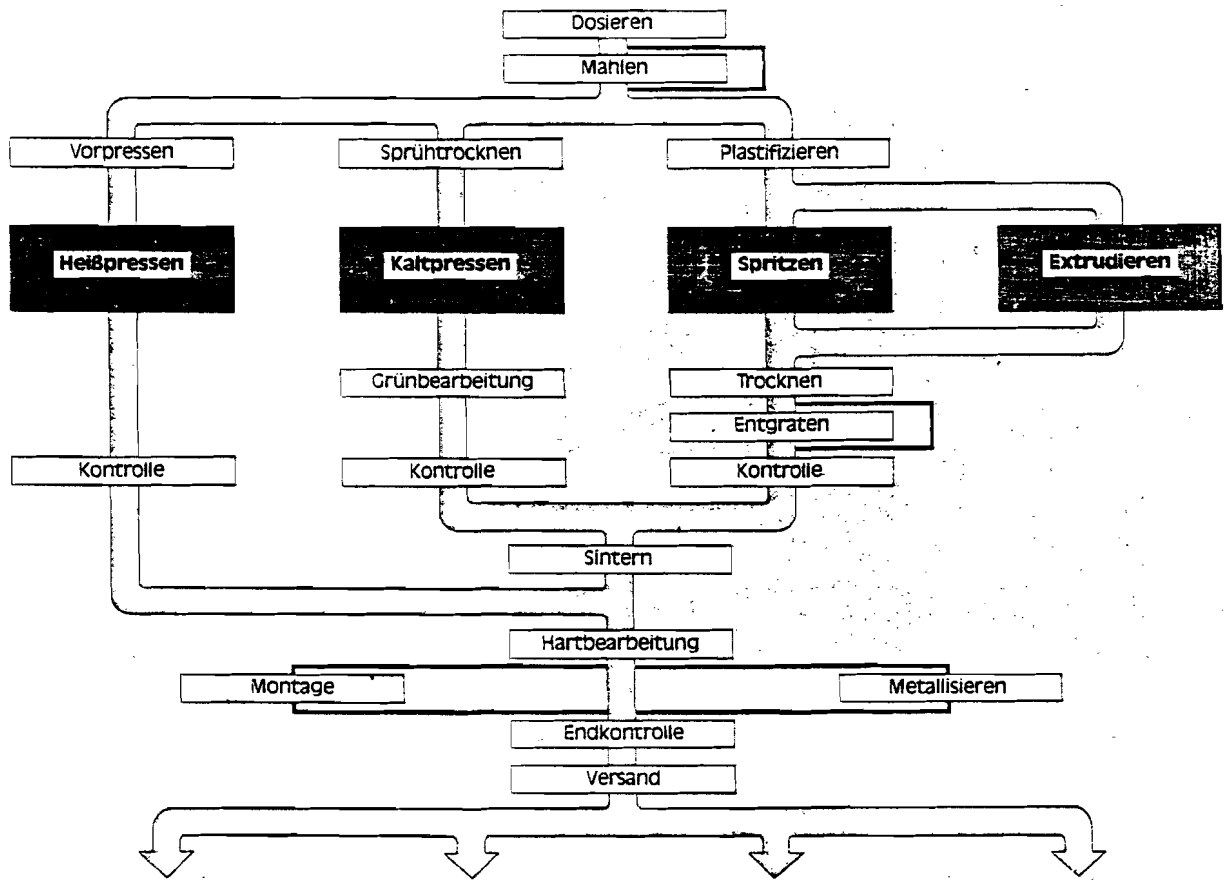 Dosieren
Mahlen
Vorpressen
Sprühtrocknen
Plastifizieren
Heißpressen
Kaltpressen
Spritzen
Extrudieren
Grünbearbeitung
Trocknen
Entgraten
Kontrolle
Kontrolle
Kontrolle
Sintern
Hartbearbeitung
Montage
Metallisieren
Endkontrolle
Versand